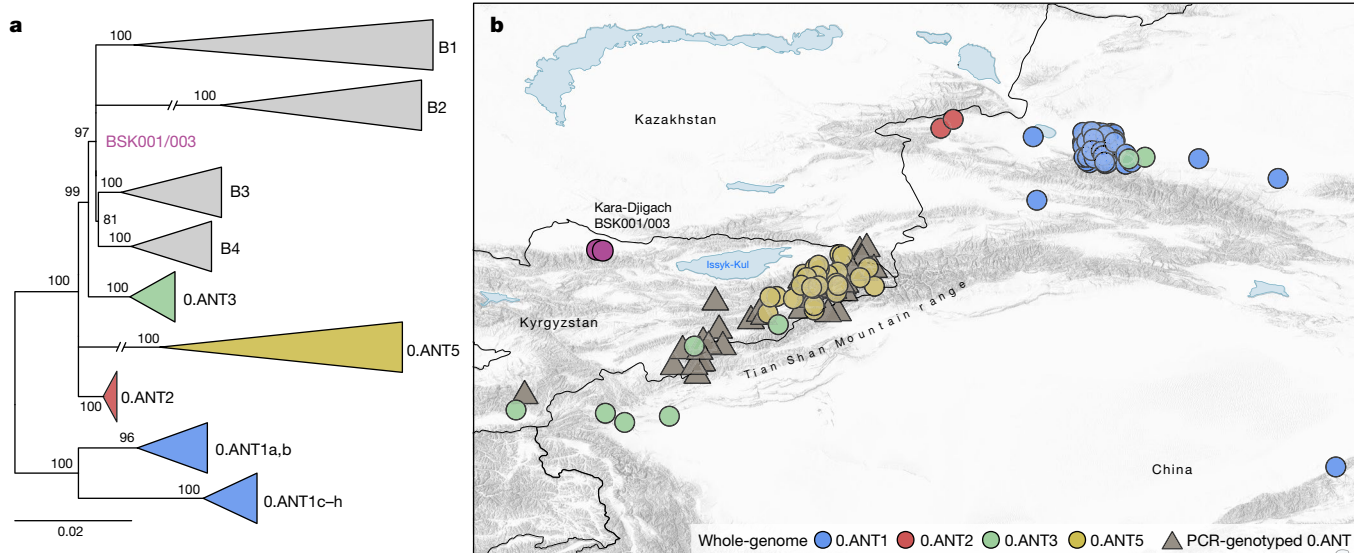 a
100
B1
100
B2
97
BSK001/003
99
100
B3
81
100
B4
100
100
0.ANT3
100
0.ANT5
100
0.ANT2
96
0.ANT1a,b
100
100
0.ANT1c–h
0.02
b
Kazakhstan
Kara-Djigach
BSK001/003
Issyk-Kul
Kyrgyzstan
Tian Shan Mountain range
China
Whole-genome 0.ANT1 0.ANT2 0.ANT3 0.ANT5 PCR-genotyped 0.ANT